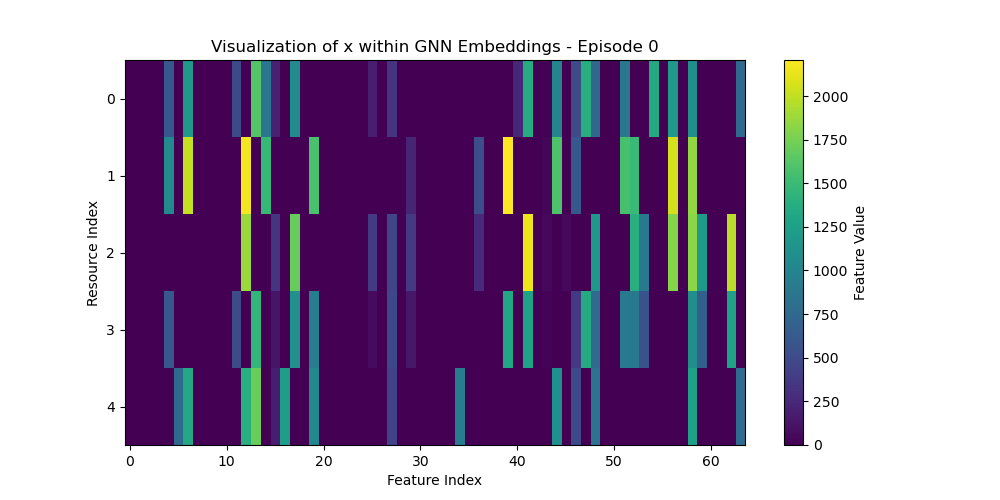 Visualization of x within GNN Embeddings - Episode 0
Resource Index
0
1
2
3
4
0 10 20 30 40 50 60
Feature Index
2000
1750
1500
1250
1000
750
500
250
0
Feature Value